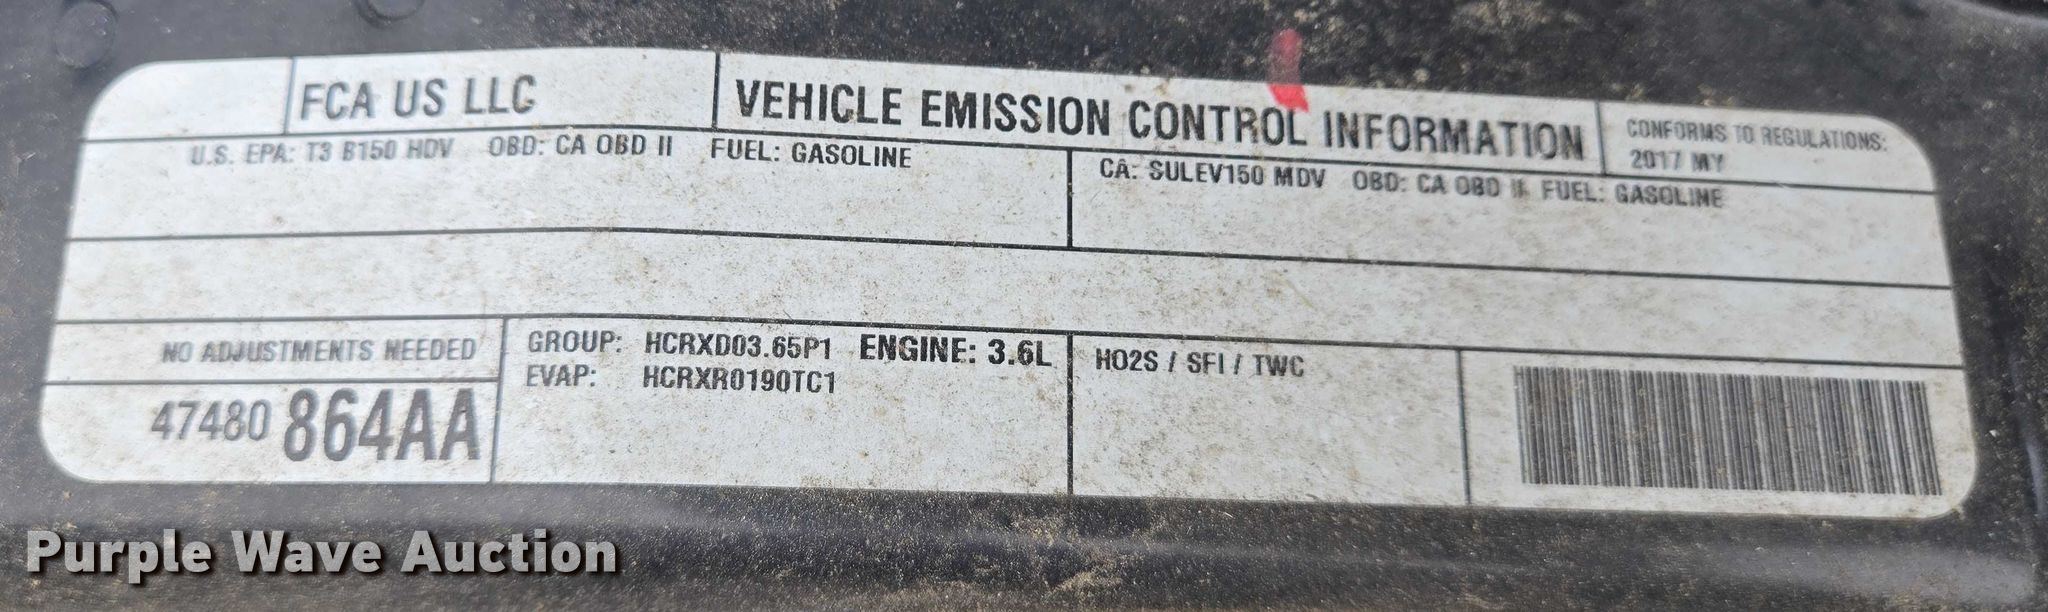 FCA US LLC
VEHICLE EMISSION CONTROL INFORMATION
CONFORMS TO REGULATIONS:
2017 MY
U.S. EPA: T3 B150 HDV OBD: CA OBD II FUEL: GASOLINE
CA: SULEV150 MDV OBD: CA OBD II FUEL: GASOLINE
NO ADJUSTMENTS NEEDED
47480 864AA
GROUP: HCRXD03.65P1 ENGINE: 3.6L
EVAP: HCRXR0190TC1
HO2S / SFI / TWC
Purple Wave Auction